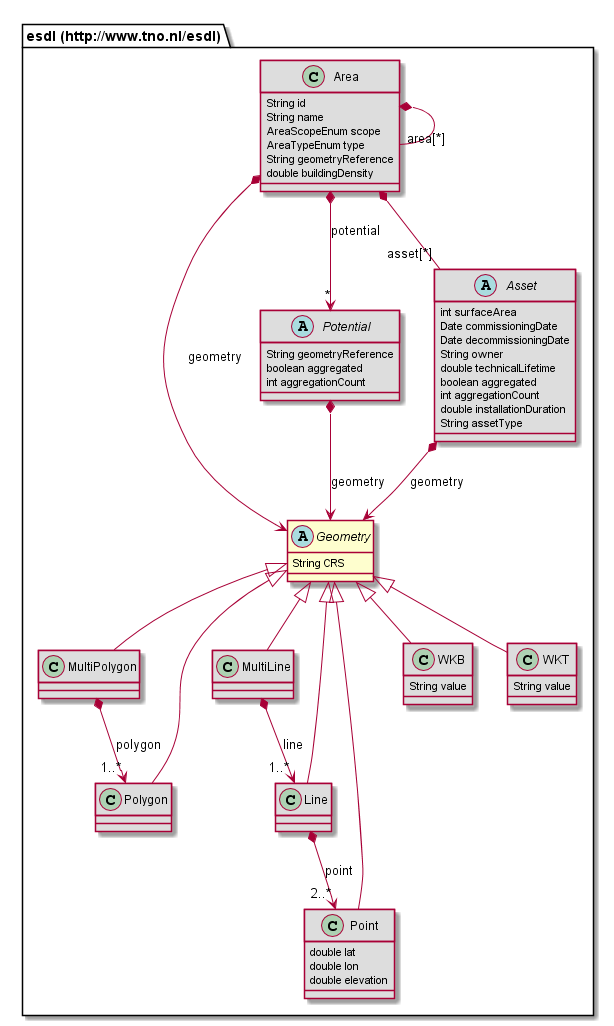 esdl (http://www.tno.nl/esdl)
C Area
String id
String name
AreaScopeEnum scope
AreaTypeEnum type
String geometryReference
double buildingDensity
area[*]
potential
asset[*]
*
A Potential
String geometryReference
boolean aggregated
int aggregationCount
A Asset
int surfaceArea
Date commissioningDate
Date decommissioningDate
String owner
double technicalLifetime
boolean aggregated
int aggregationCount
double installationDuration
String assetType
geometry
geometry
geometry
A Geometry
String CRS
C MultiPolygon
C MultiLine
C WKB
String value
C WKT
String value
polygon
1..*
line
1..*
C Polygon
C Line
point
2..*
C Point
double lat
double lon
double elevation